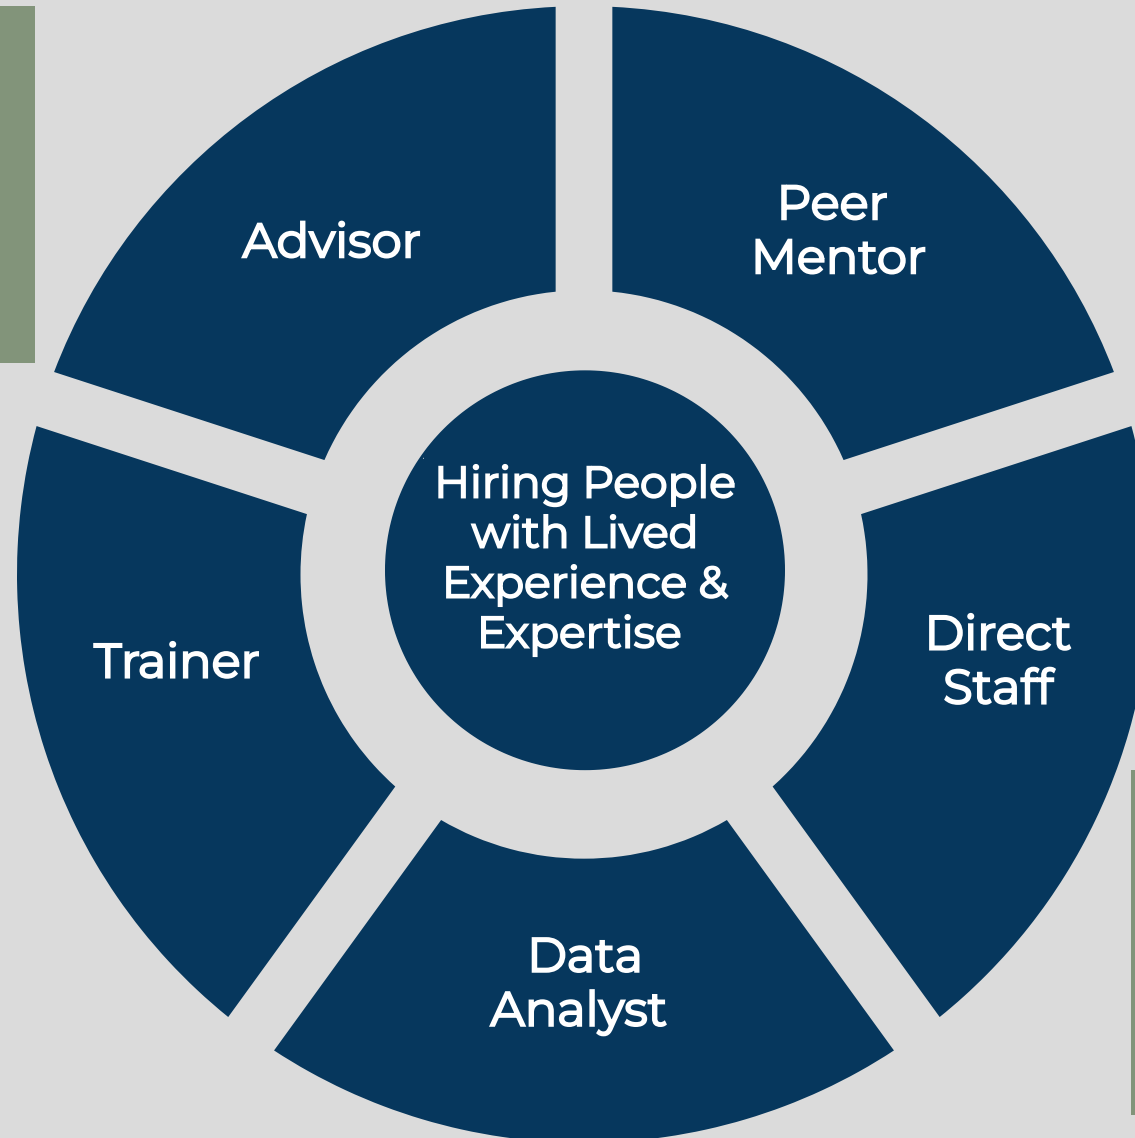 Advisor
Peer
Mentor
Hiring People
with Lived
Experience &
Expertise
Trainer
Direct
Staff
Data
Analyst